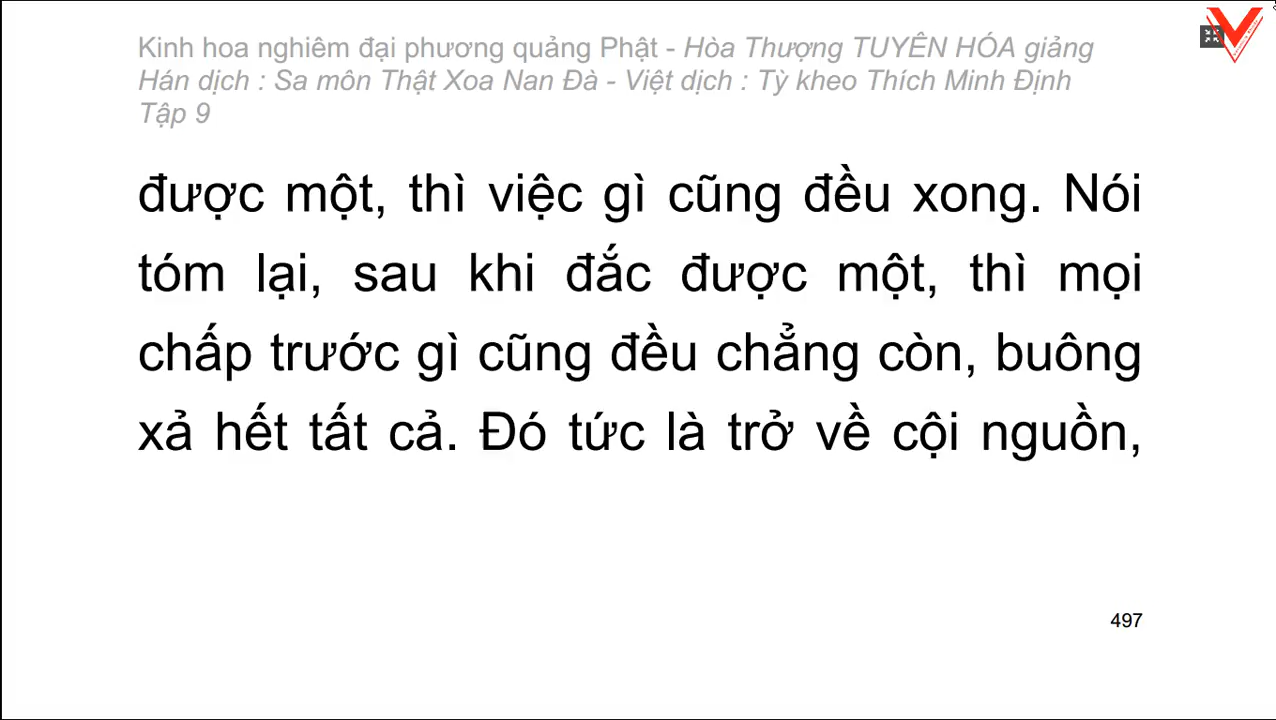 Kinh hoa nghiêm đại phương quảng Phật - Hòa Thượng TUYÊN HÓA giảng
Hán dịch : Sa môn Thật Xoa Nan Đà - Việt dịch : Tỳ kheo Thích Minh Định
Tập 9
được một, thì việc gì cũng đều xong. Nói
tóm lại, sau khi đắc được một, thì mọi
chấp trước gì cũng đều chẳng còn, buông
xả hết tất cả. Đó tức là trở về cội nguồn,
497